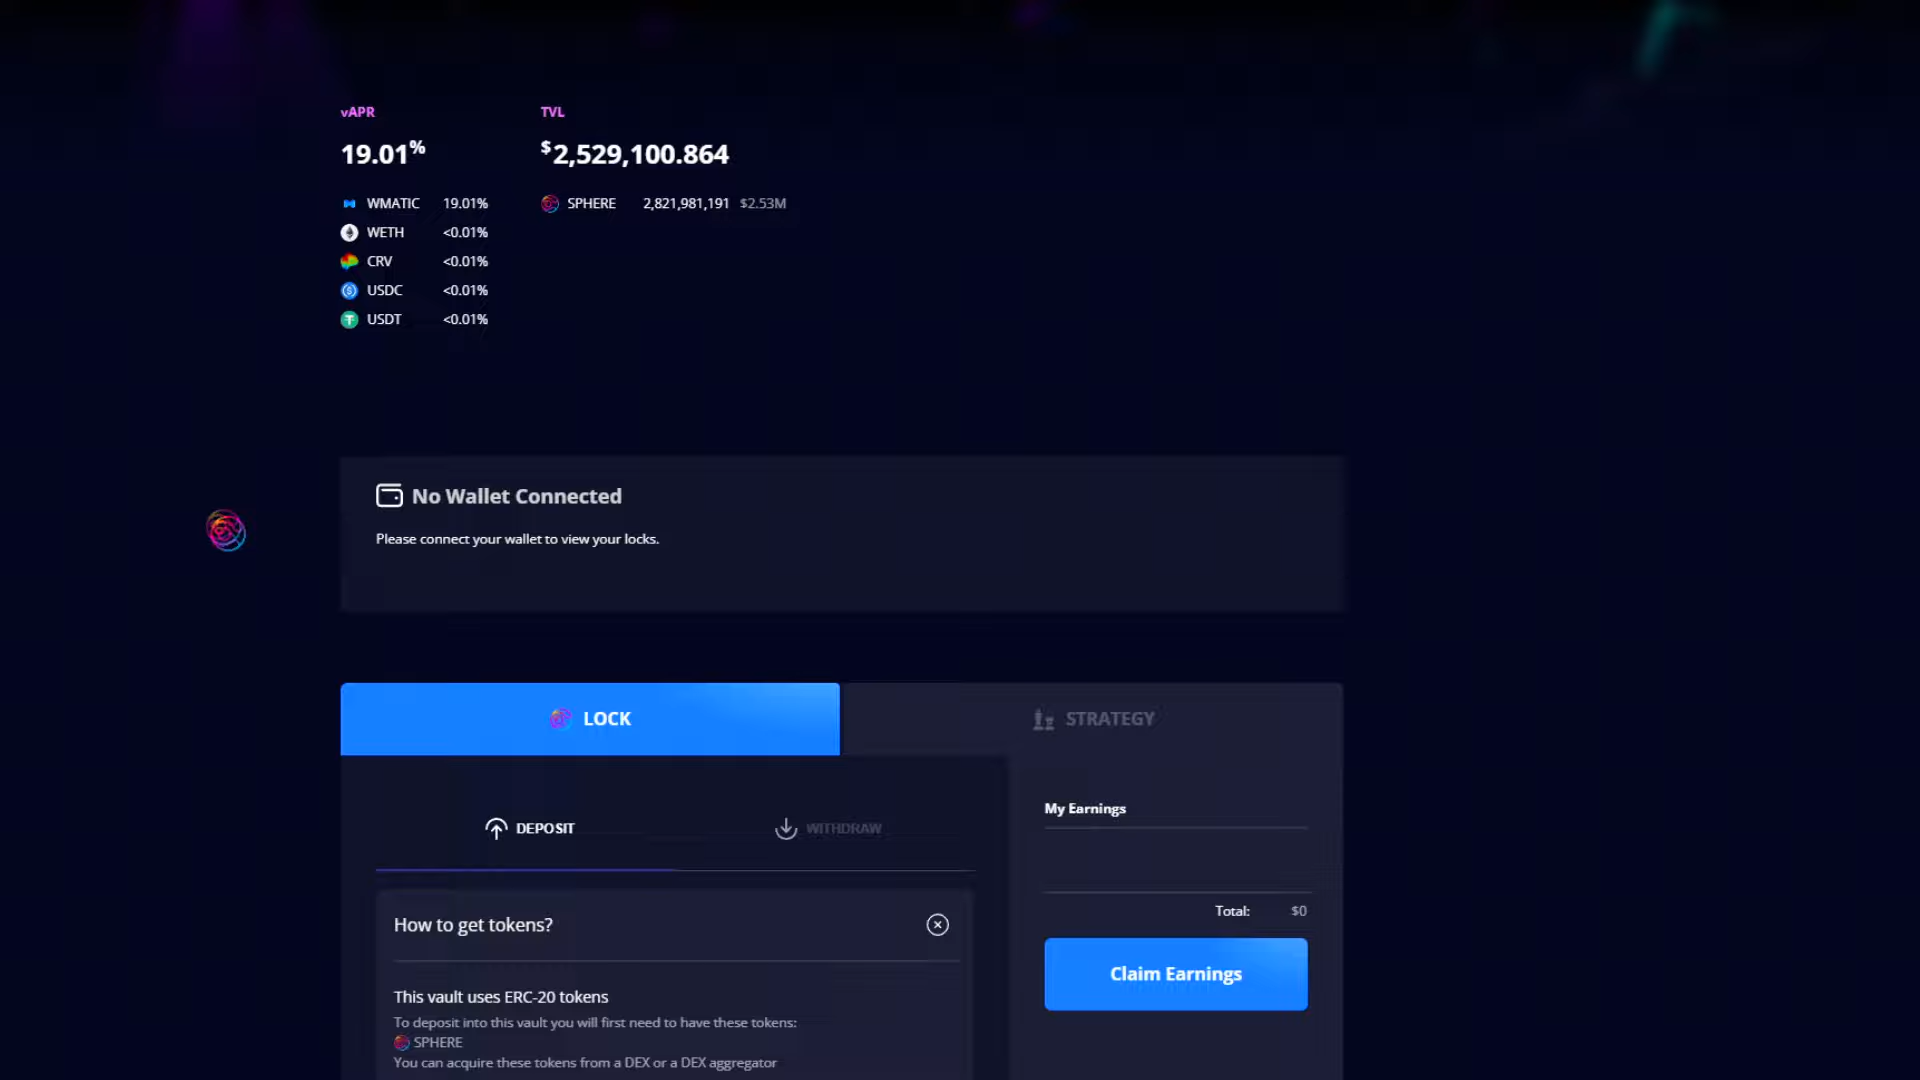 vAPR
19.01%
WMATIC 19.01%
WETH <0.01%
CRV <0.01%
USDC <0.01%
USDT <0.01%
TVL
$2,529,100.864
SPHERE 2,821,981,191 $2.53M
No Wallet Connected
Please connect your wallet to view your locks.
LOCK
STRATEGY
DEPOSIT
WITHDRAW
How to get tokens?
This vault uses ERC-20 tokens
To deposit into this vault you will first need to have these tokens:
SPHERE
You can acquire these tokens from a DEX or a DEX aggregator
My Earnings
Total: $0
Claim Earnings